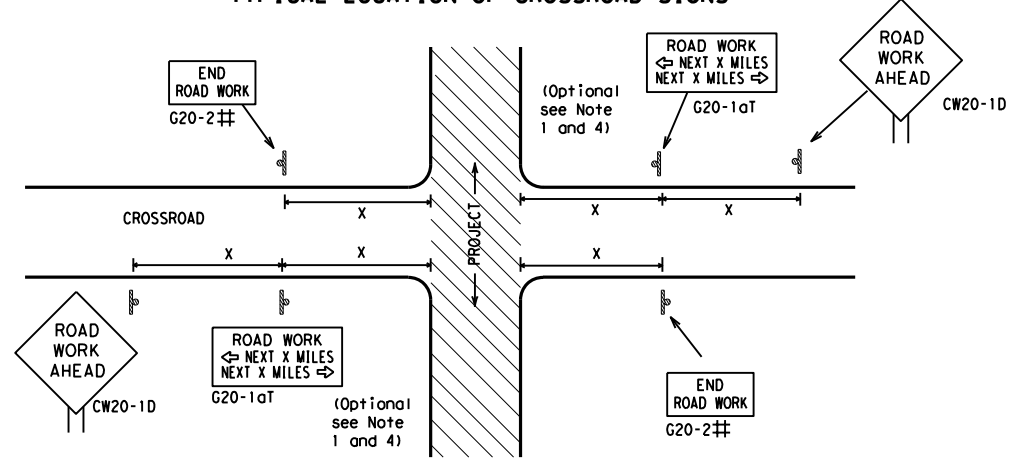 TYPICAL LOCATION OF CROSSROAD SIGNS
END
ROAD WORK
G20-2#
(Optional
see Note
1 and 4)
ROAD WORK
⇦ NEXT X MILES
NEXT X MILES ⇨
G20-1aT
ROAD
WORK
AHEAD
CW20-1D
X
X
X
CROSSROAD
PROJECT
X
X
X
ROAD
WORK
AHEAD
CW20-1D
ROAD WORK
⇦ NEXT X MILES
NEXT X MILES ⇨
G20-1aT
(Optional
see Note
1 and 4)
END
ROAD WORK
G20-2#